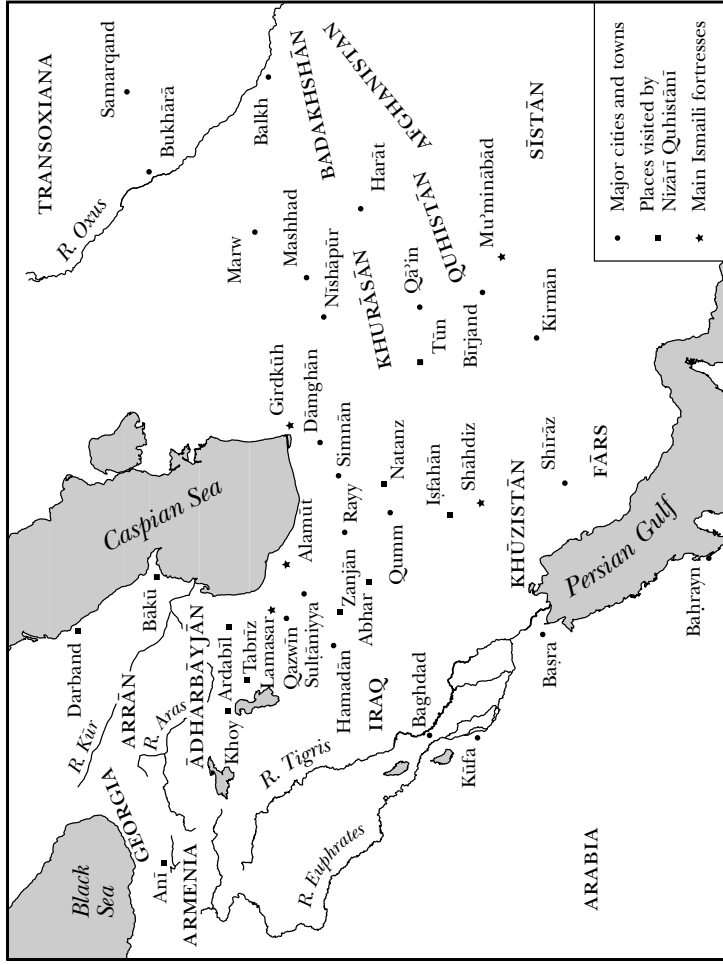 TRANSOXIANA
Samarqand
Bukhārā
R. Oxus
Balkh
BADAKHSHĀN
AFGHANISTAN
Marw
Mashhad
Nīshāpūr
Harāt
KHURĀSĀN
QUHISTĀN
Qā'in
Tūn
Bīrjand
Mu'minābād
SĪSTĀN
Kirmān
Caspian Sea
Girdkūh
Dāmghān
Simnān
Rayy
Alamūt
Natanz
Qumm
Iṣfahān
Shāhdiz
KHŪZISTĀN
Shīrāz
FĀRS
Persian Gulf
Darband
Bākū
R. Kūr
ARRĀN
R. Aras
ĀDHARBĀYJĀN
Ardabīl
Khoy
Tabrīz
Lamasar
Qazwīn
Sulṭāniyya
Zanjān
Abhar
Hamadān
IRAQ
Baghdad
R. Tigris
Kūfa
Baṣra
Baḥrayn
Black
Sea
GEORGIA
Anī
ARMENIA
R. Euphrates
ARABIA
Major cities and towns
Places visited by
Nizārī Quhistānī
Main Ismaili fortresses